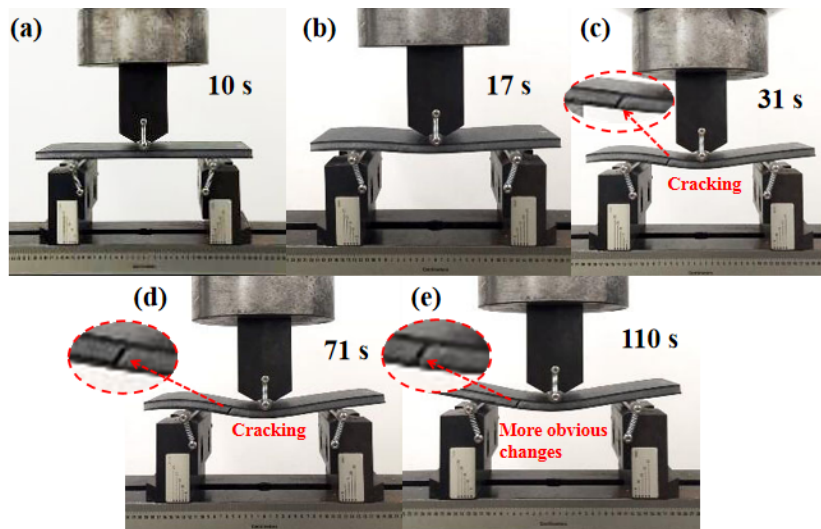 (a)
10 s
(b)
17 s
(c)
31 s
Cracking
(d)
71 s
Cracking
(e)
110 s
More obvious
changes